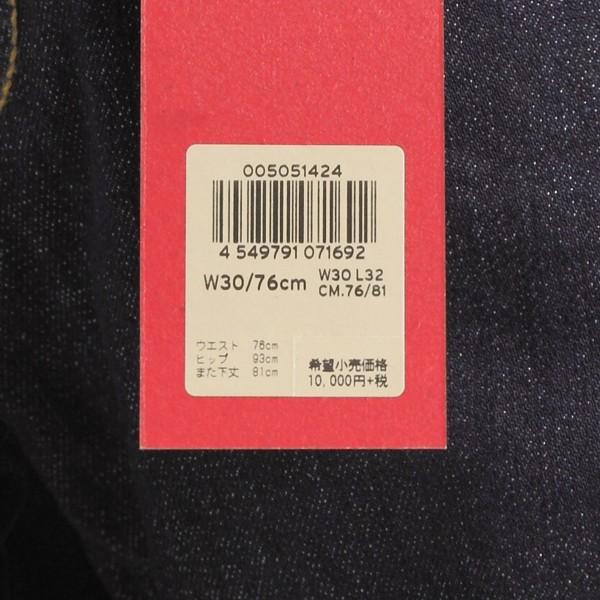 005051424
4 549791 071692
W30/76cm
W30 L32
CM.76/81
ウエスト 76cm
ヒップ 93cm
また下丈 81cm
希望小売価格
10,000円+税